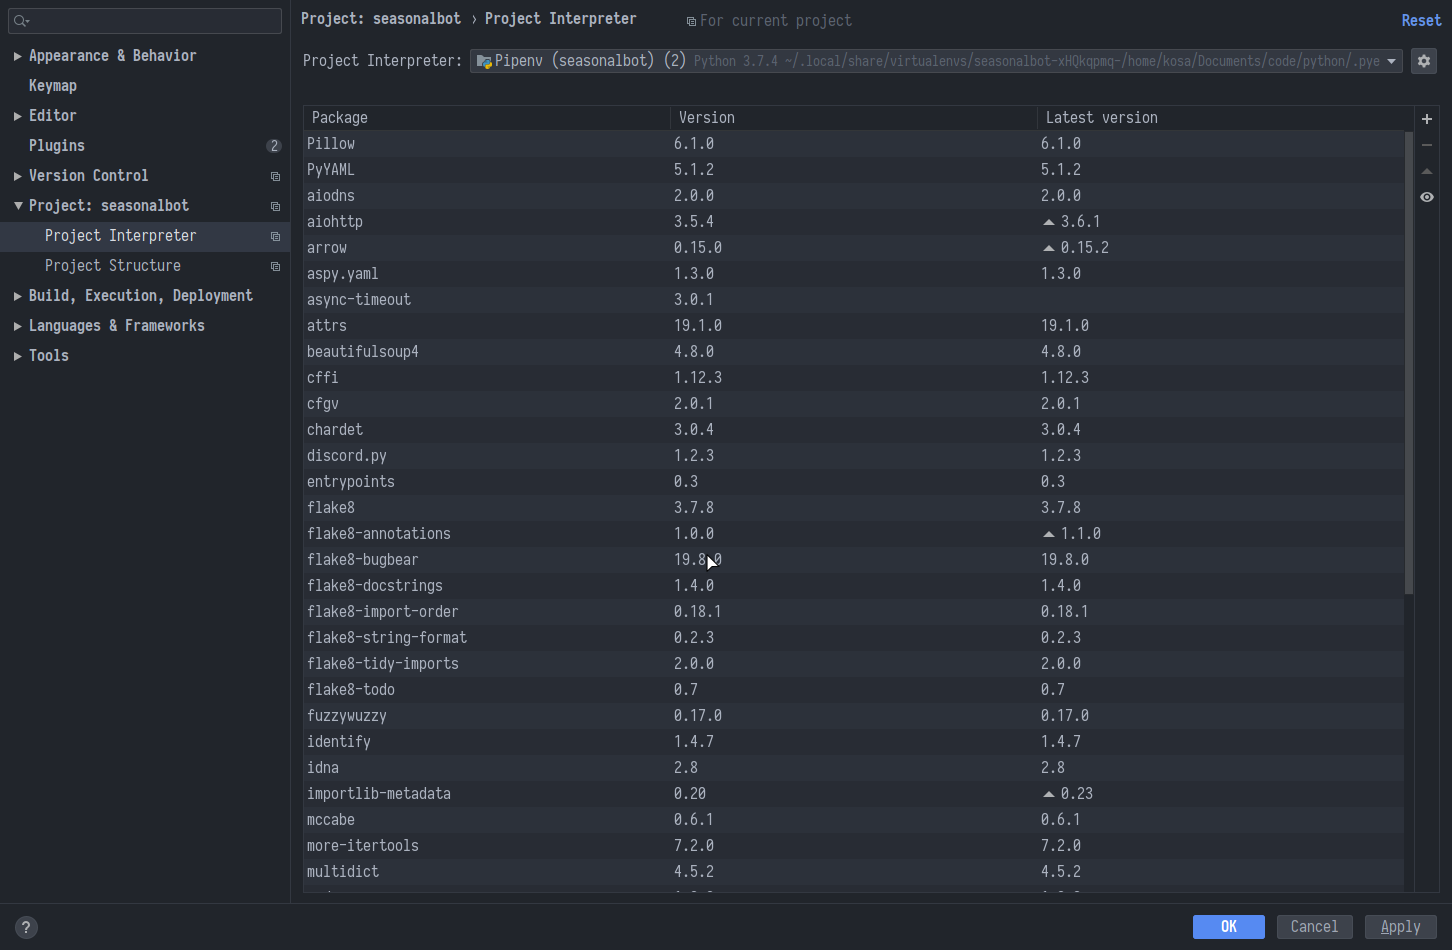 Project: seasonalbot › Project Interpreter
For current project
Reset
Appearance & Behavior
Keymap
Editor
Plugins 2
Version Control
Project: seasonalbot
Project Interpreter
Project Structure
Build, Execution, Deployment
Languages & Frameworks
Tools
Project Interpreter: Pipenv (seasonalbot) (2) Python 3.7.4 ~/.local/share/virtualenvs/seasonalbot-xHQkqpmq-/home/kosa/Documents/code/python/.pye
Package Version Latest version
Pillow 6.1.0 6.1.0
PyYAML 5.1.2 5.1.2
aiodns 2.0.0 2.0.0
aiohttp 3.5.4 3.6.1
arrow 0.15.0 0.15.2
aspy.yaml 1.3.0 1.3.0
async-timeout 3.0.1
attrs 19.1.0 19.1.0
beautifulsoup4 4.8.0 4.8.0
cffi 1.12.3 1.12.3
cfgv 2.0.1 2.0.1
chardet 3.0.4 3.0.4
discord.py 1.2.3 1.2.3
entrypoints 0.3 0.3
flake8 3.7.8 3.7.8
flake8-annotations 1.0.0 1.1.0
flake8-bugbear 19.8.0 19.8.0
flake8-docstrings 1.4.0 1.4.0
flake8-import-order 0.18.1 0.18.1
flake8-string-format 0.2.3 0.2.3
flake8-tidy-imports 2.0.0 2.0.0
flake8-todo 0.7 0.7
fuzzywuzzy 0.17.0 0.17.0
identify 1.4.7 1.4.7
idna 2.8 2.8
importlib-metadata 0.20 0.23
mccabe 0.6.1 0.6.1
more-itertools 7.2.0 7.2.0
multidict 4.5.2 4.5.2
?
OK Cancel Apply